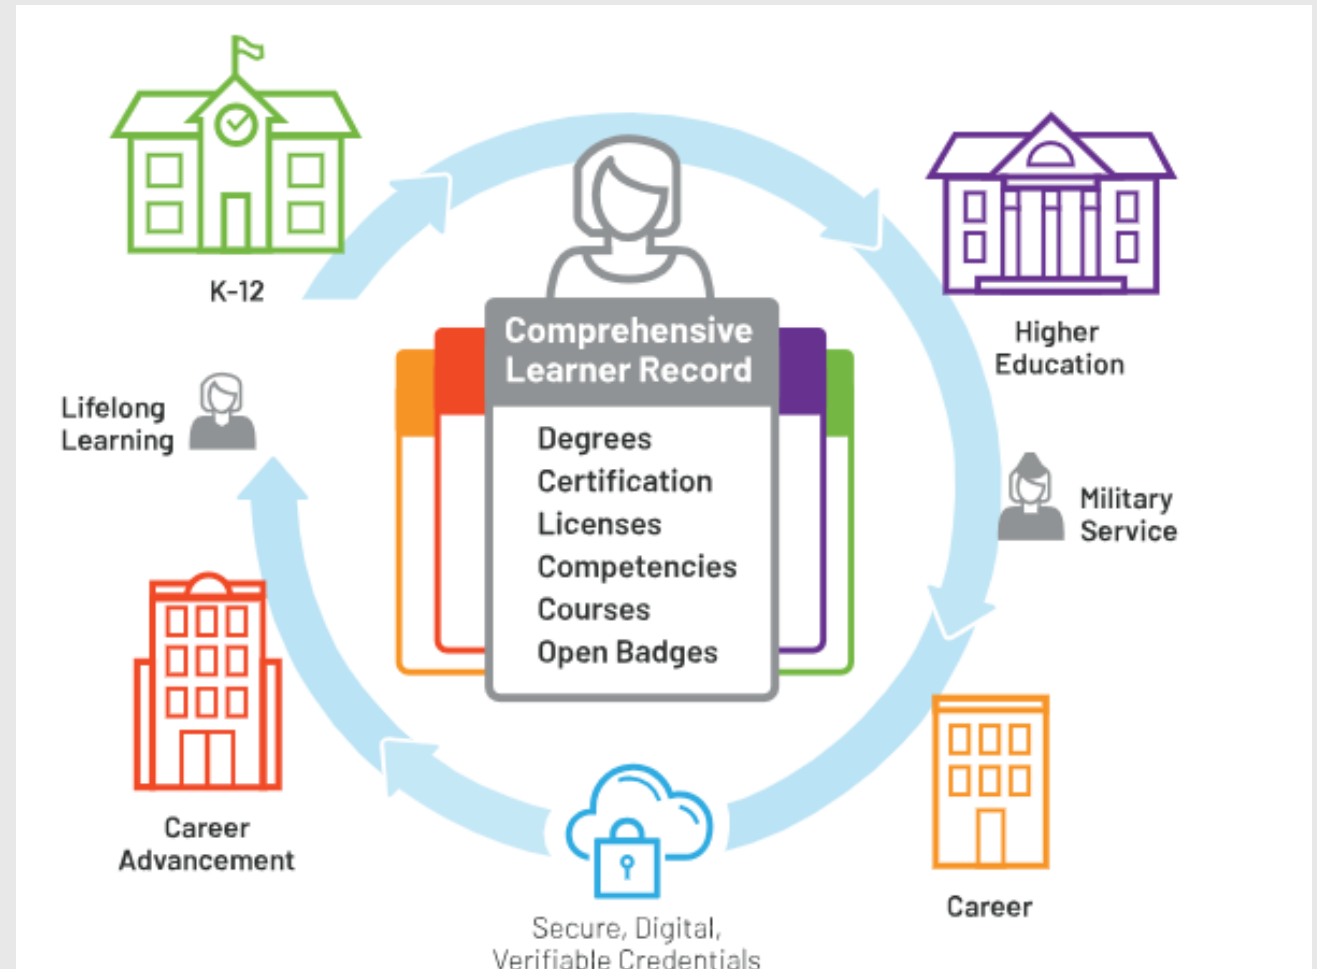 K-12
Comprehensive
Learner Record
Higher
Education
Lifelong
Learning
Degrees
Certification
Licenses
Competencies
Courses
Open Badges
Military
Service
Career
Advancement
Career
Secure, Digital,
Verifiable Credentials